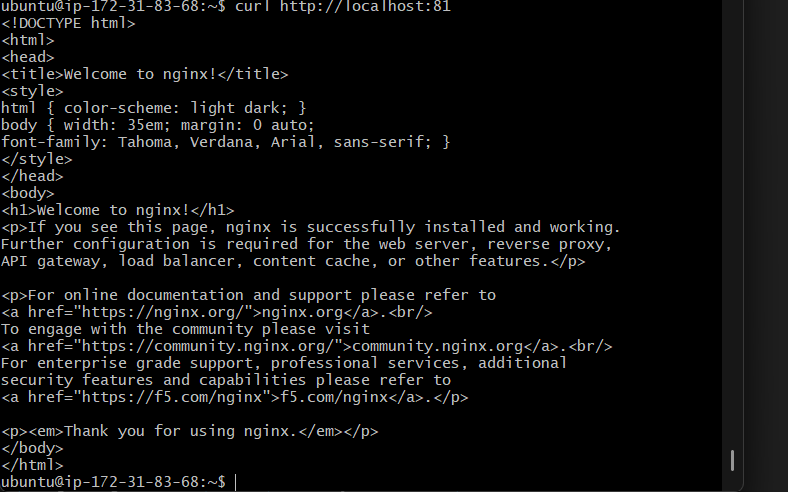 ubuntu@ip-172-31-83-68:~$ curl http://localhost:81
<!DOCTYPE html>
<html>
<head>
<title>Welcome to nginx!</title>
<style>
html { color-scheme: light dark; }
body { width: 35em; margin: 0 auto;
font-family: Tahoma, Verdana, Arial, sans-serif; }
</style>
</head>
<body>
<h1>Welcome to nginx!</h1>
<p>If you see this page, nginx is successfully installed and working.
Further configuration is required for the web server, reverse proxy,
API gateway, load balancer, content cache, or other features.</p>

<p>For online documentation and support please refer to
<a href="https://nginx.org/">nginx.org</a>.<br/>
To engage with the community please visit
<a href="https://community.nginx.org/">community.nginx.org</a>.<br/>
For enterprise grade support, professional services, additional
security features and capabilities please refer to
<a href="https://f5.com/nginx">f5.com/nginx</a>.</p>

<p><em>Thank you for using nginx.</em></p>
</body>
</html>
ubuntu@ip-172-31-83-68:~$